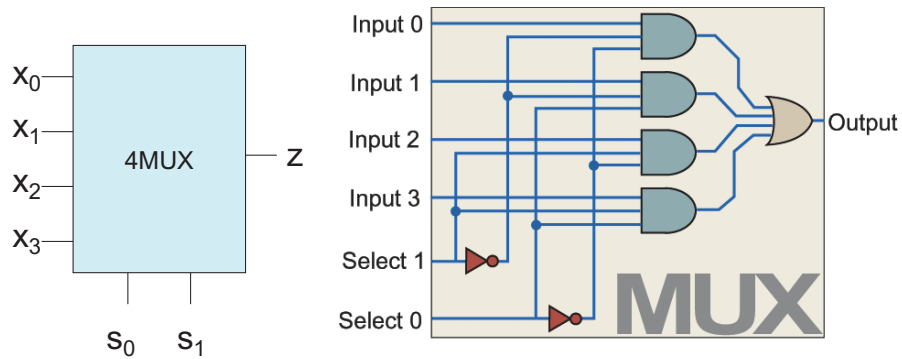 x₀
x₁
x₂
x₃
4MUX
z
s₀ s₁
Input 0
Input 1
Input 2
Input 3
Select 1
Select 0
Output
MUX